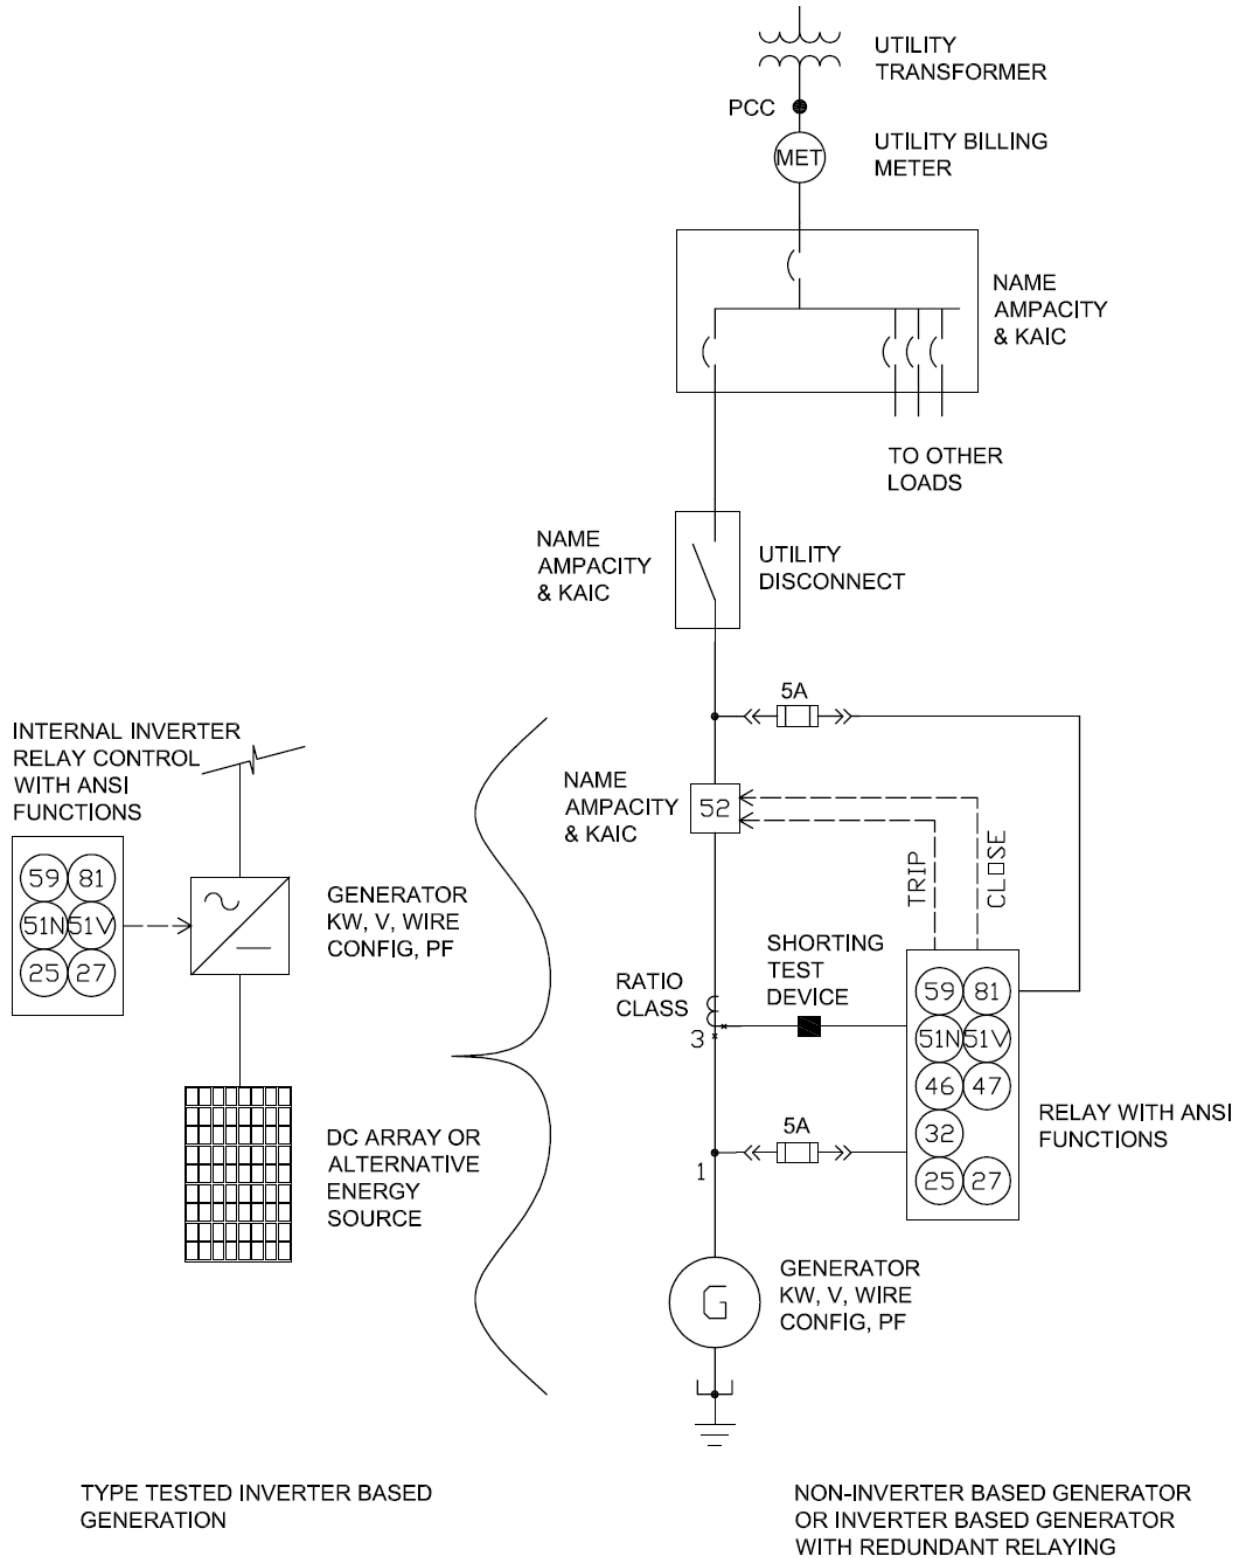 UTILITY
TRANSFORMER
PCC
MET
UTILITY BILLING
METER
NAME
AMPACITY
& KAIC
TO OTHER
LOADS
NAME
AMPACITY
& KAIC
UTILITY
DISCONNECT
5A
INTERNAL INVERTER
RELAY CONTROL
WITH ANSI
FUNCTIONS
NAME
AMPACITY
& KAIC
52
TRIP
CLOSE
59 81
51N 51V
25 27
GENERATOR
KW, V, WIRE
CONFIG, PF
RATIO
CLASS
3
SHORTING
TEST
DEVICE
59 81
51N 51V
46 47
32
25 27
RELAY WITH ANSI
FUNCTIONS
5A
1
DC ARRAY OR
ALTERNATIVE
ENERGY
SOURCE
G
GENERATOR
KW, V, WIRE
CONFIG, PF
TYPE TESTED INVERTER BASED
GENERATION
NON-INVERTER BASED GENERATOR
OR INVERTER BASED GENERATOR
WITH REDUNDANT RELAYING